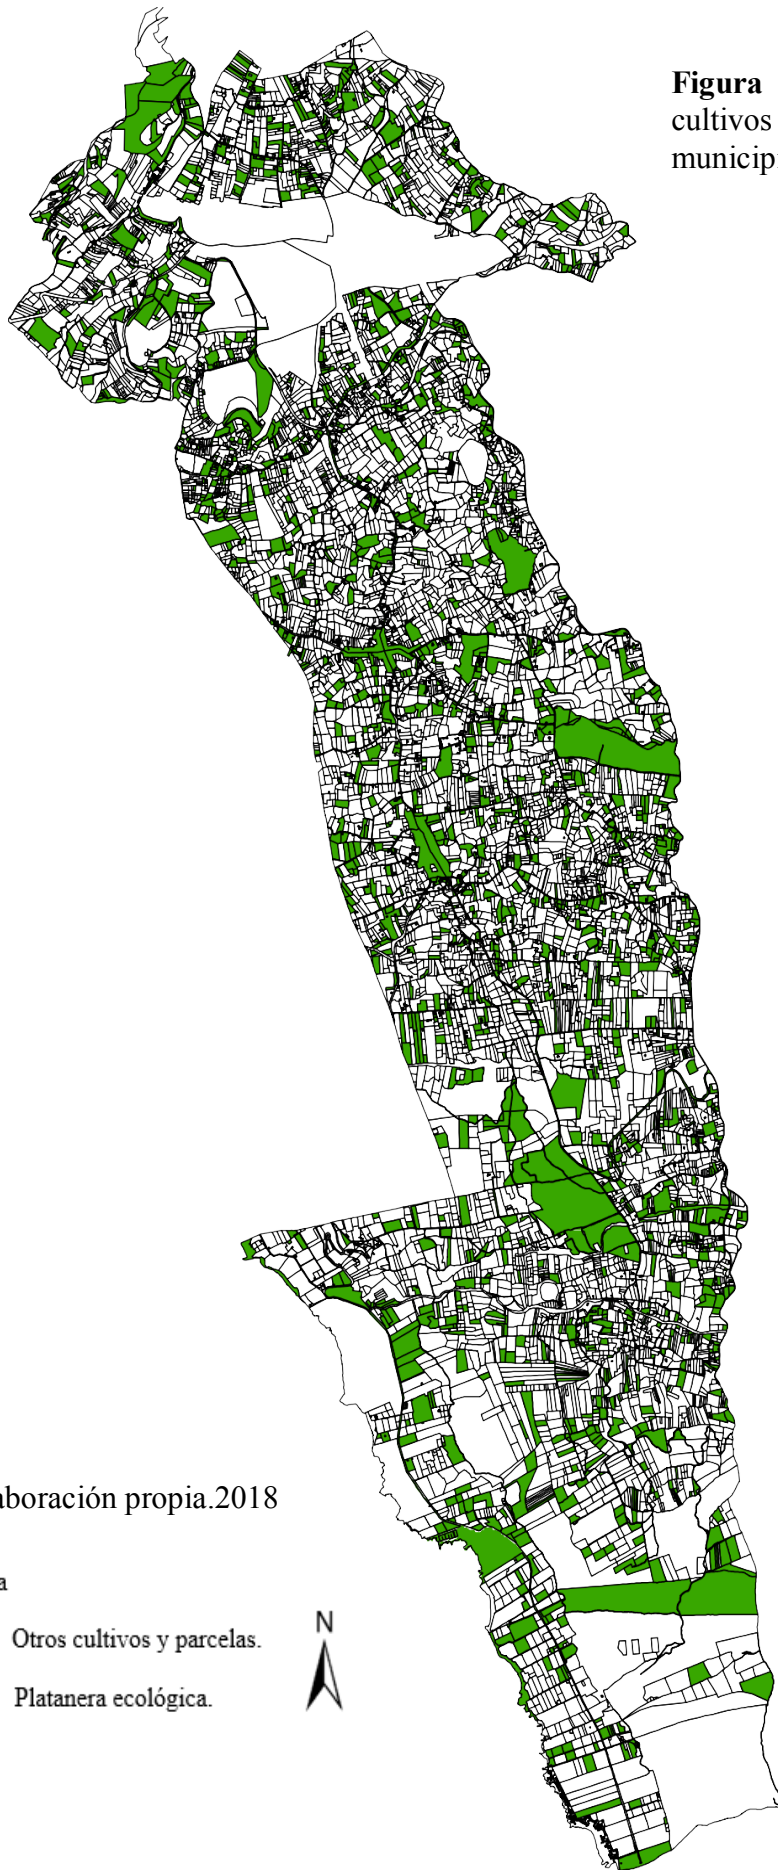 Figura
cultivos
municip
aboración propia.2018
a
Otros cultivos y parcelas.
Platanera ecológica.
N